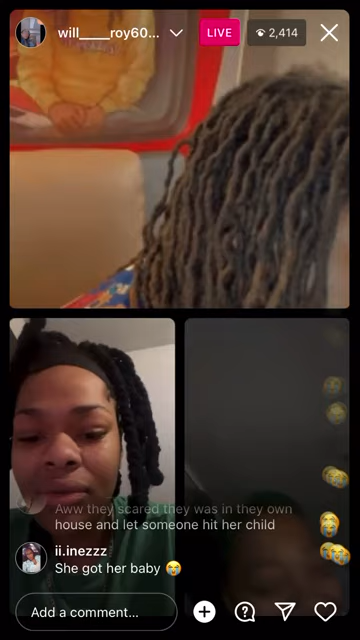 will____roy60...
LIVE
2,414
Aww they scared they was in they own
house and let someone hit her child
ii.inezzz
She got her baby 😭
Add a comment...